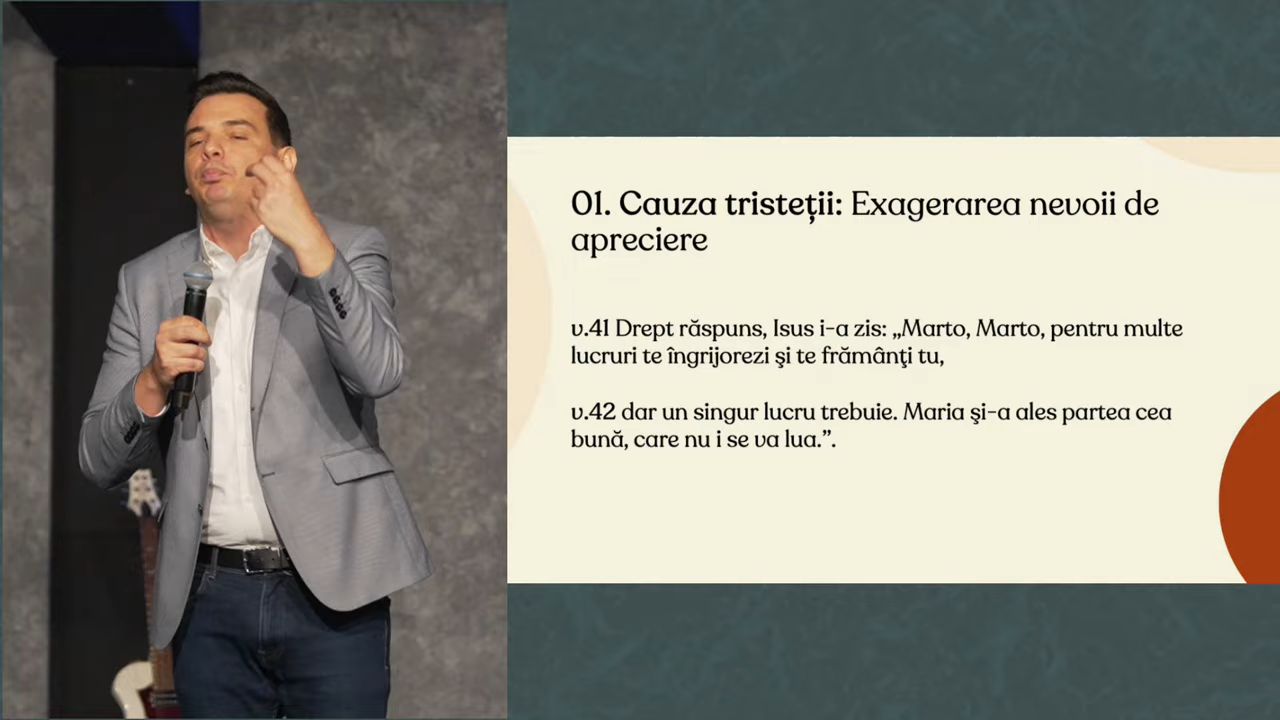 01. Cauza tristeții: Exagerarea nevoii de
apreciere
v.41 Drept răspuns, Isus i-a zis: „Marto, Marto, pentru multe
lucruri te îngrijorezi şi te frămânţi tu,
v.42 dar un singur lucru trebuie. Maria şi-a ales partea cea
bună, care nu i se va lua.”.